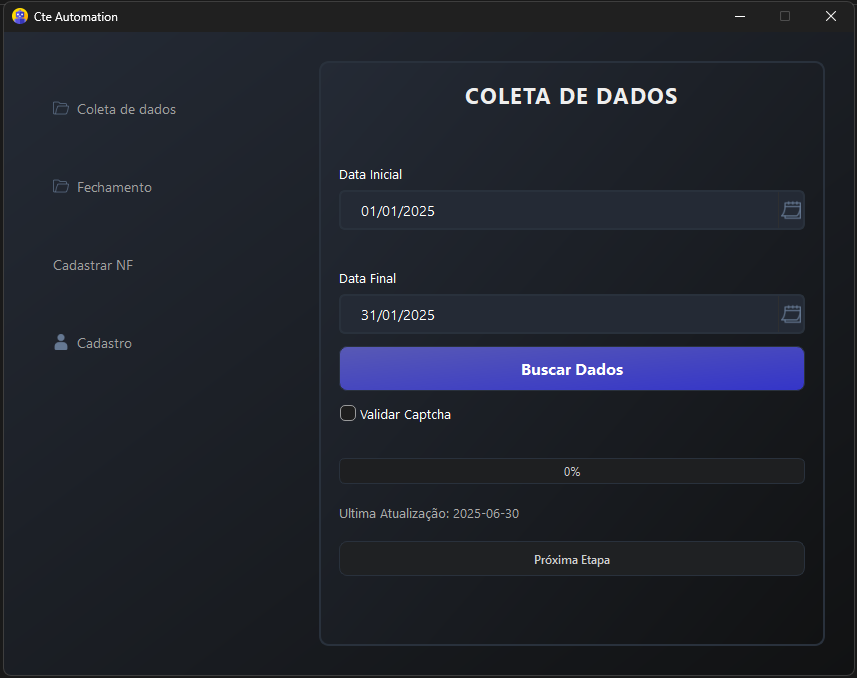 Cte Automation
Coleta de dados
Fechamento
Cadastrar NF
Cadastro
COLETA DE DADOS
Data Inicial
01/01/2025
Data Final
31/01/2025
Buscar Dados
Validar Captcha
0%
Ultima Atualização: 2025-06-30
Próxima Etapa